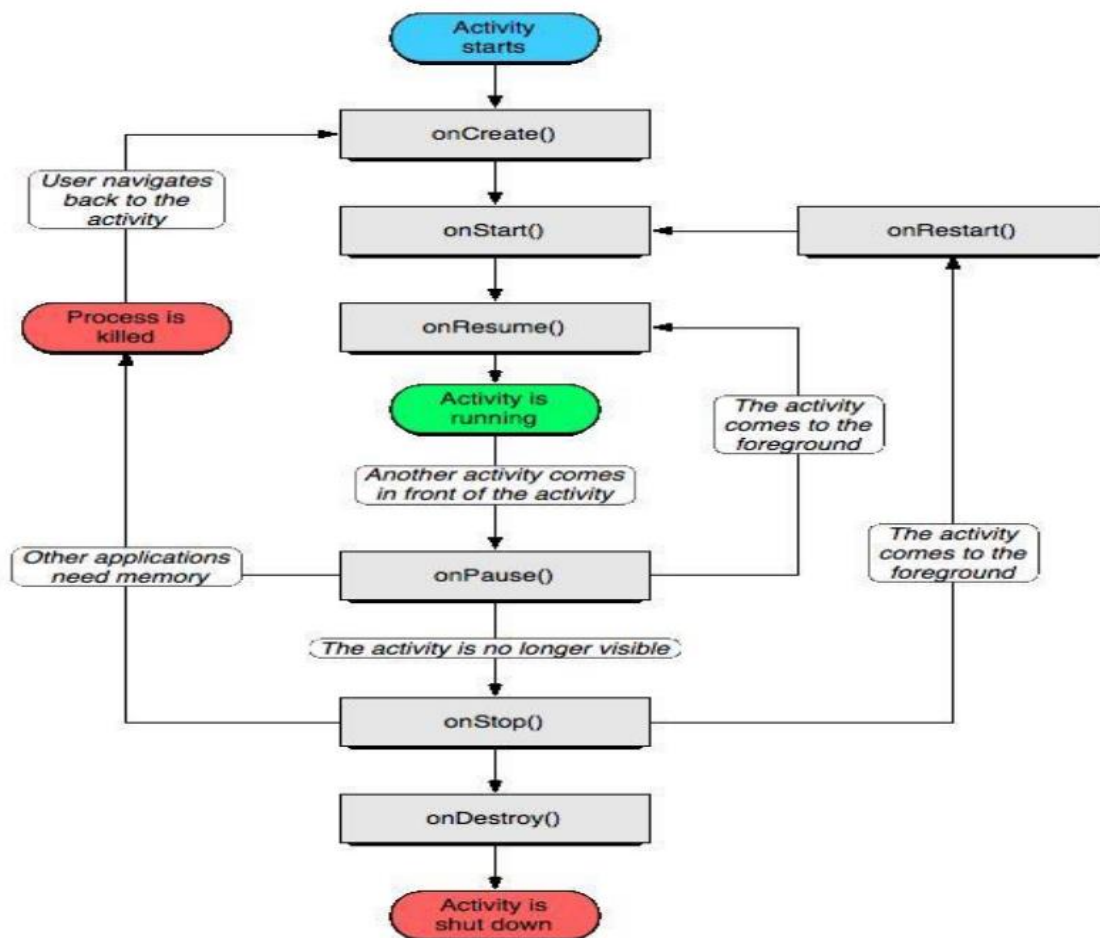 Activity
starts
onCreate()
User navigates
back to the
activity
onStart()
onRestart()
Process is
killed
onResume()
Activity is
running
The activity
comes to the
foreground
Another activity comes
in front of the activity
The activity
comes to the
foreground
Other applications
need memory
onPause()
The activity is no longer visible
onStop()
onDestroy()
Activity is
shut down